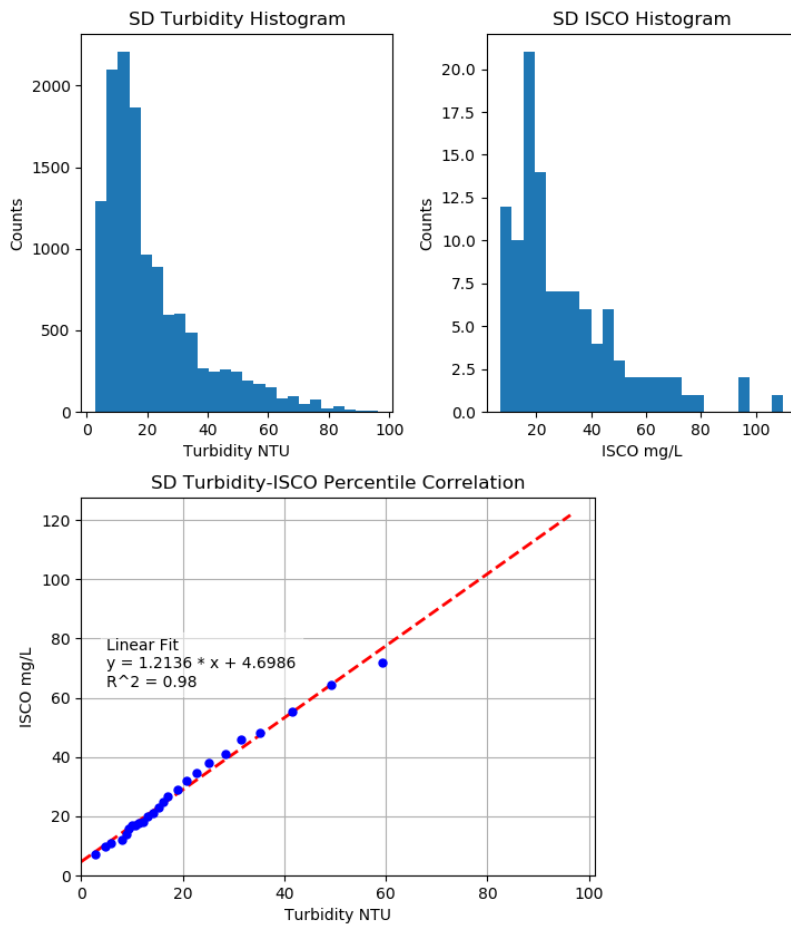 SD Turbidity Histogram
2000
1500
1000
500
0
Counts
0 20 40 60 80 100
Turbidity NTU
SD ISCO Histogram
20.0
17.5
15.0
12.5
10.0
7.5
5.0
2.5
0.0
Counts
20 40 60 80 100
ISCO mg/L
SD Turbidity-ISCO Percentile Correlation
120
100
80
60
40
20
0
ISCO mg/L
Linear Fit
y = 1.2136 * x + 4.6986
R^2 = 0.98
0 20 40 60 80 100
Turbidity NTU